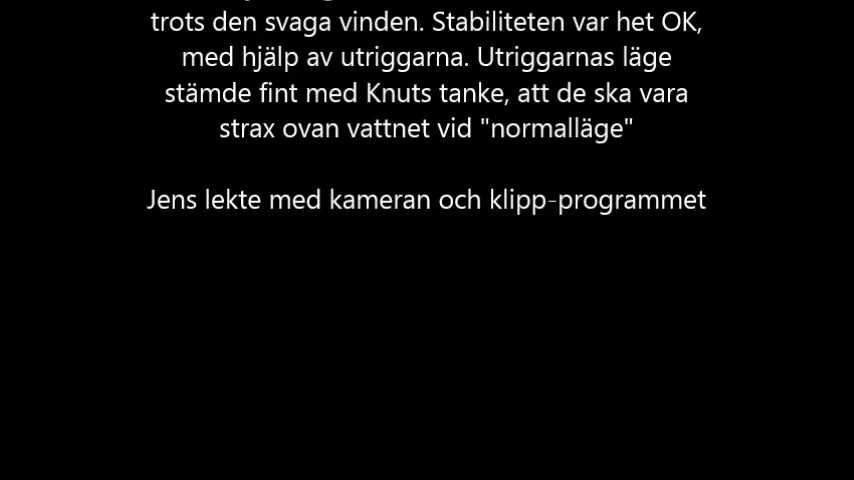 trots den svaga vinden. Stabiliteten var het OK,
med hjälp av utriggarna. Utriggarnas läge
stämde fint med Knuts tanke, att de ska vara
strax ovan vattnet vid "normalläge"
Jens lekte med kameran och klipp-programmet